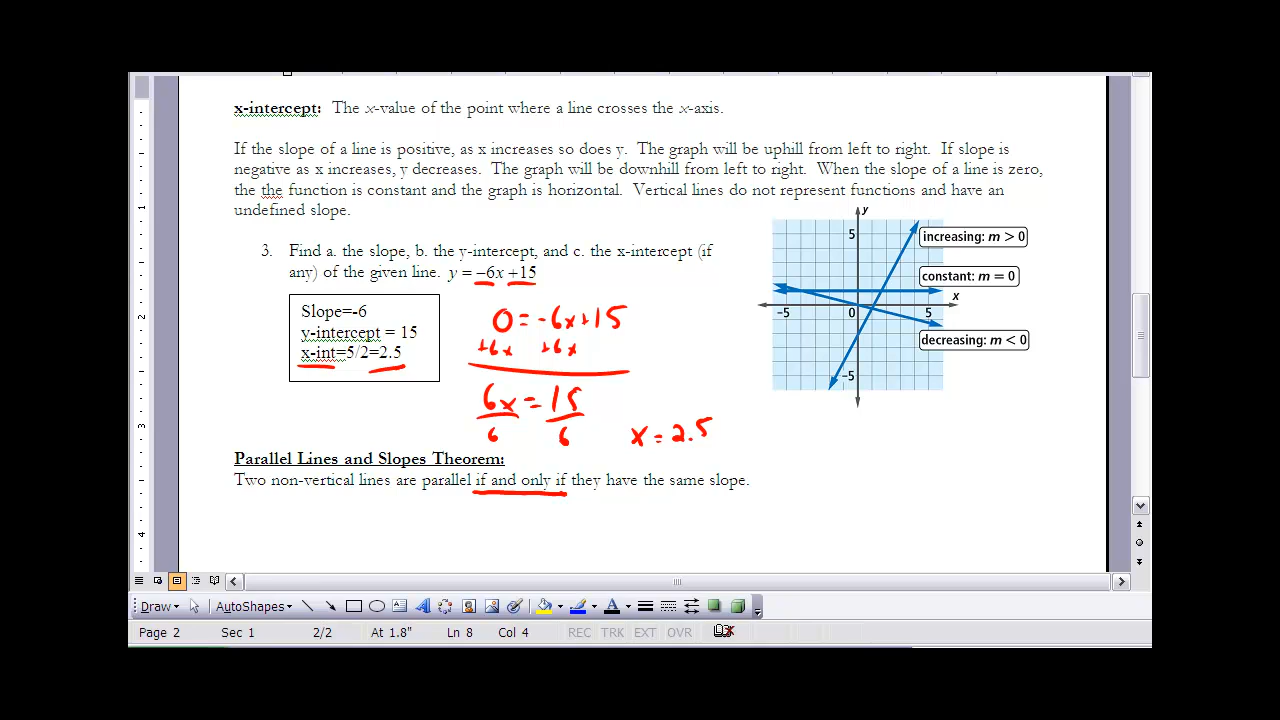 x-intercept: The x-value of the point where a line crosses the x-axis.
If the slope of a line is positive, as x increases so does y. The graph will be uphill from left to right. If slope is
negative as x increases, y decreases. The graph will be downhill from left to right. When the slope of a line is zero,
the the function is constant and the graph is horizontal. Vertical lines do not represent functions and have an
undefined slope.
3. Find a. the slope, b. the y-intercept, and c. the x-intercept (if
any) of the given line. y = −6x +15
Slope=-6
y-intercept = 15
x-int=5/2=2.5
0 = -6x+15
+6x +6x
6x = 15
6 6
x = 2.5
y
5
increasing: m > 0
constant: m = 0
x
−5 0 5
decreasing: m < 0
−5
Parallel Lines and Slopes Theorem:
Two non-vertical lines are parallel if and only if they have the same slope.
1
2
3
4
Draw AutoShapes A
Page 2 Sec 1 2/2 At 1.8" Ln 8 Col 4 REC TRK EXT OVR